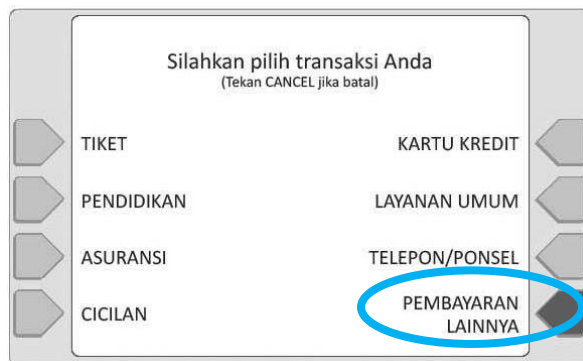 Silahkan pilih transaksi Anda
(Tekan CANCEL jika batal)
TIKET
KARTU KREDIT
PENDIDIKAN
LAYANAN UMUM
ASURANSI
TELEPON/PONSEL
CICILAN
PEMBAYARAN
LAINNYA